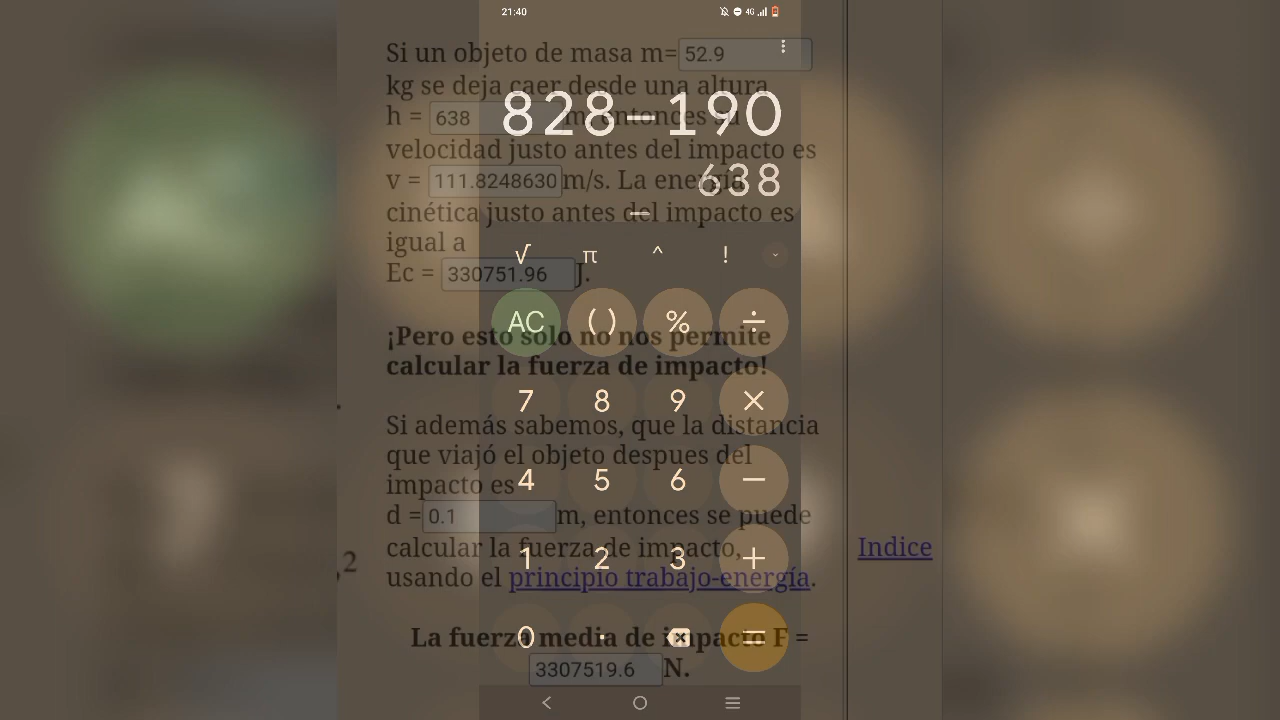 21:40
4G
Si un objeto de masa m= 52.9
kg se deja caer desde una altura
h = 638 m, entonces su
velocidad justo antes del impacto es
v = 111.8248630 m/s. La energía
cinética justo antes del impacto es
igual a
Ec = 330751.96 J.
¡Pero esto solo no nos permite
calcular la fuerza de impacto!
Si además sabemos, que la distancia
que viajó el objeto despues del
impacto es
d = 0.1 m, entonces se puede
calcular la fuerza de impacto,
usando el principio trabajo-energía.
La fuerza media de impacto F =
3307519.6 N.
Indice
,2
828−190
638
√ π ^ !
AC ( ) % ÷
7 8 9 ×
4 5 6 −
1 2 3 +
0 . =